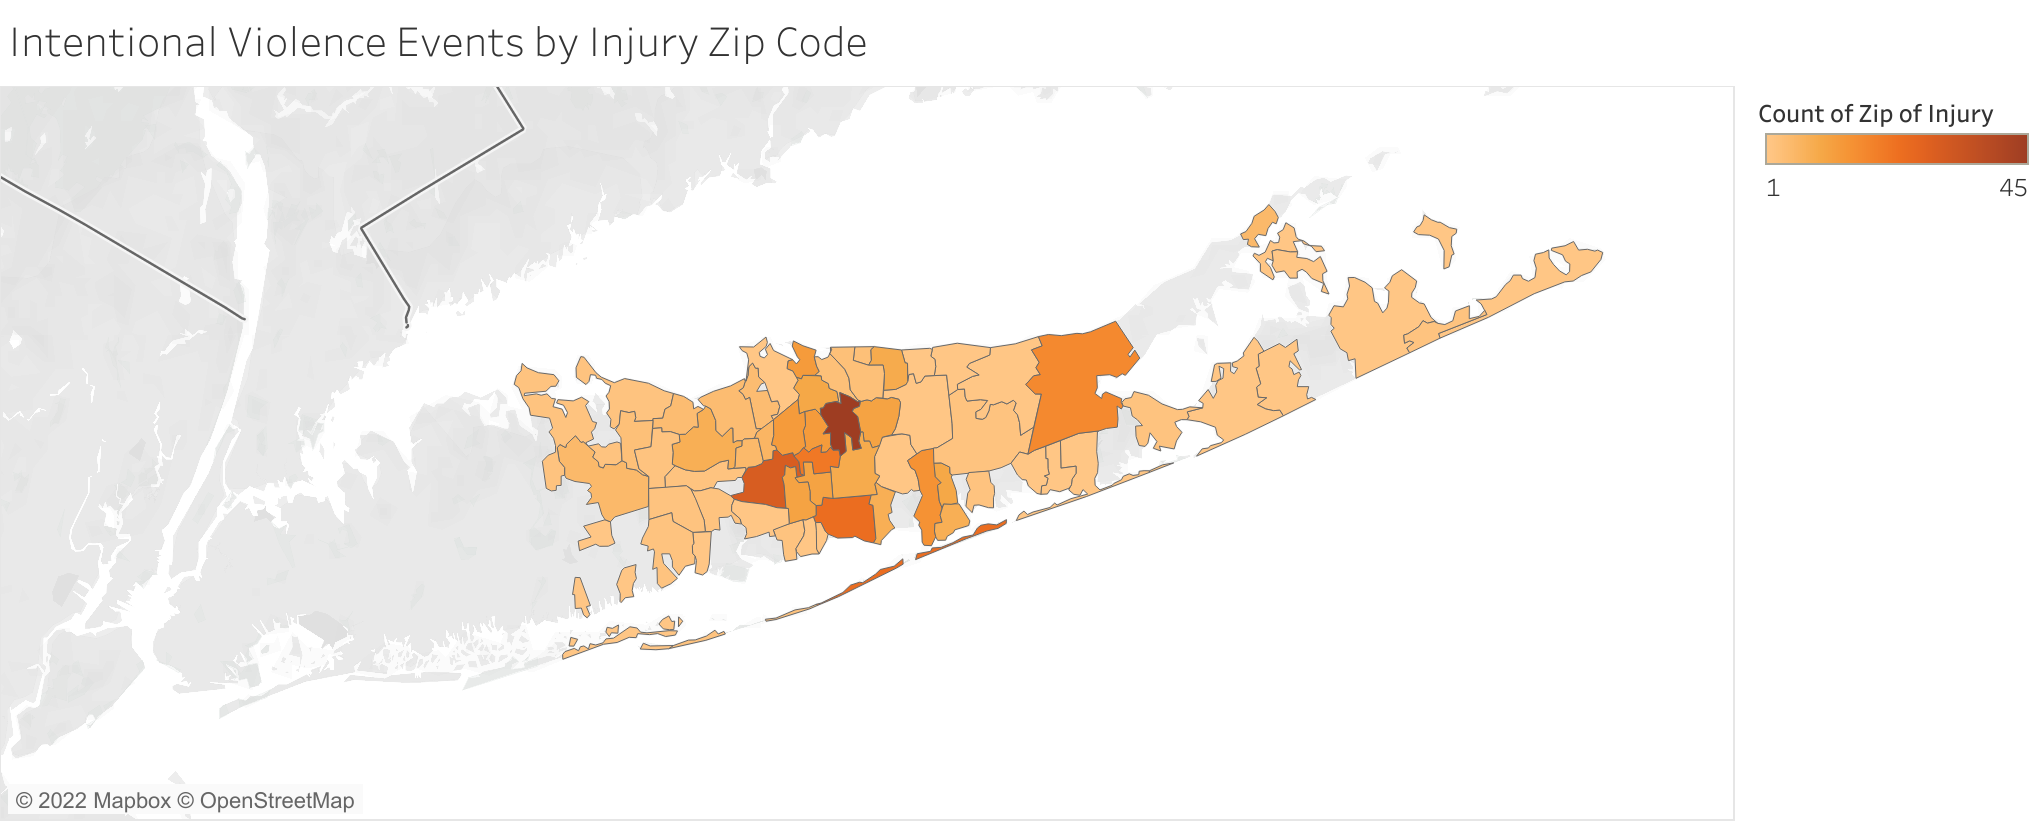 Intentional Violence Events by Injury Zip Code
Count of Zip of Injury
1 45
© 2022 Mapbox © OpenStreetMap